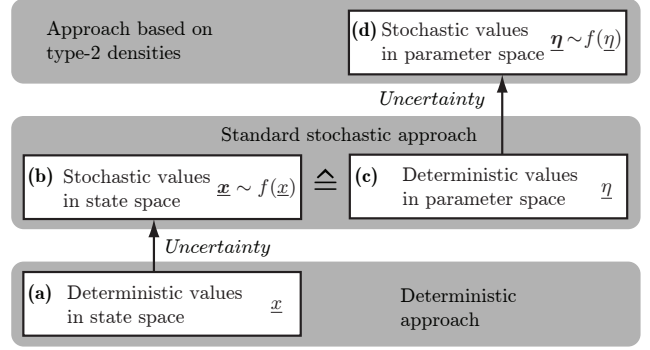 Approach based on
type-2 densities
(d) Stochastic values
in parameter space η ~ f(η)
Uncertainty
Standard stochastic approach
(b) Stochastic values
in state space x ~ f(x)
≙
(c) Deterministic values
in parameter space η
Uncertainty
(a) Deterministic values
in state space x
Deterministic
approach